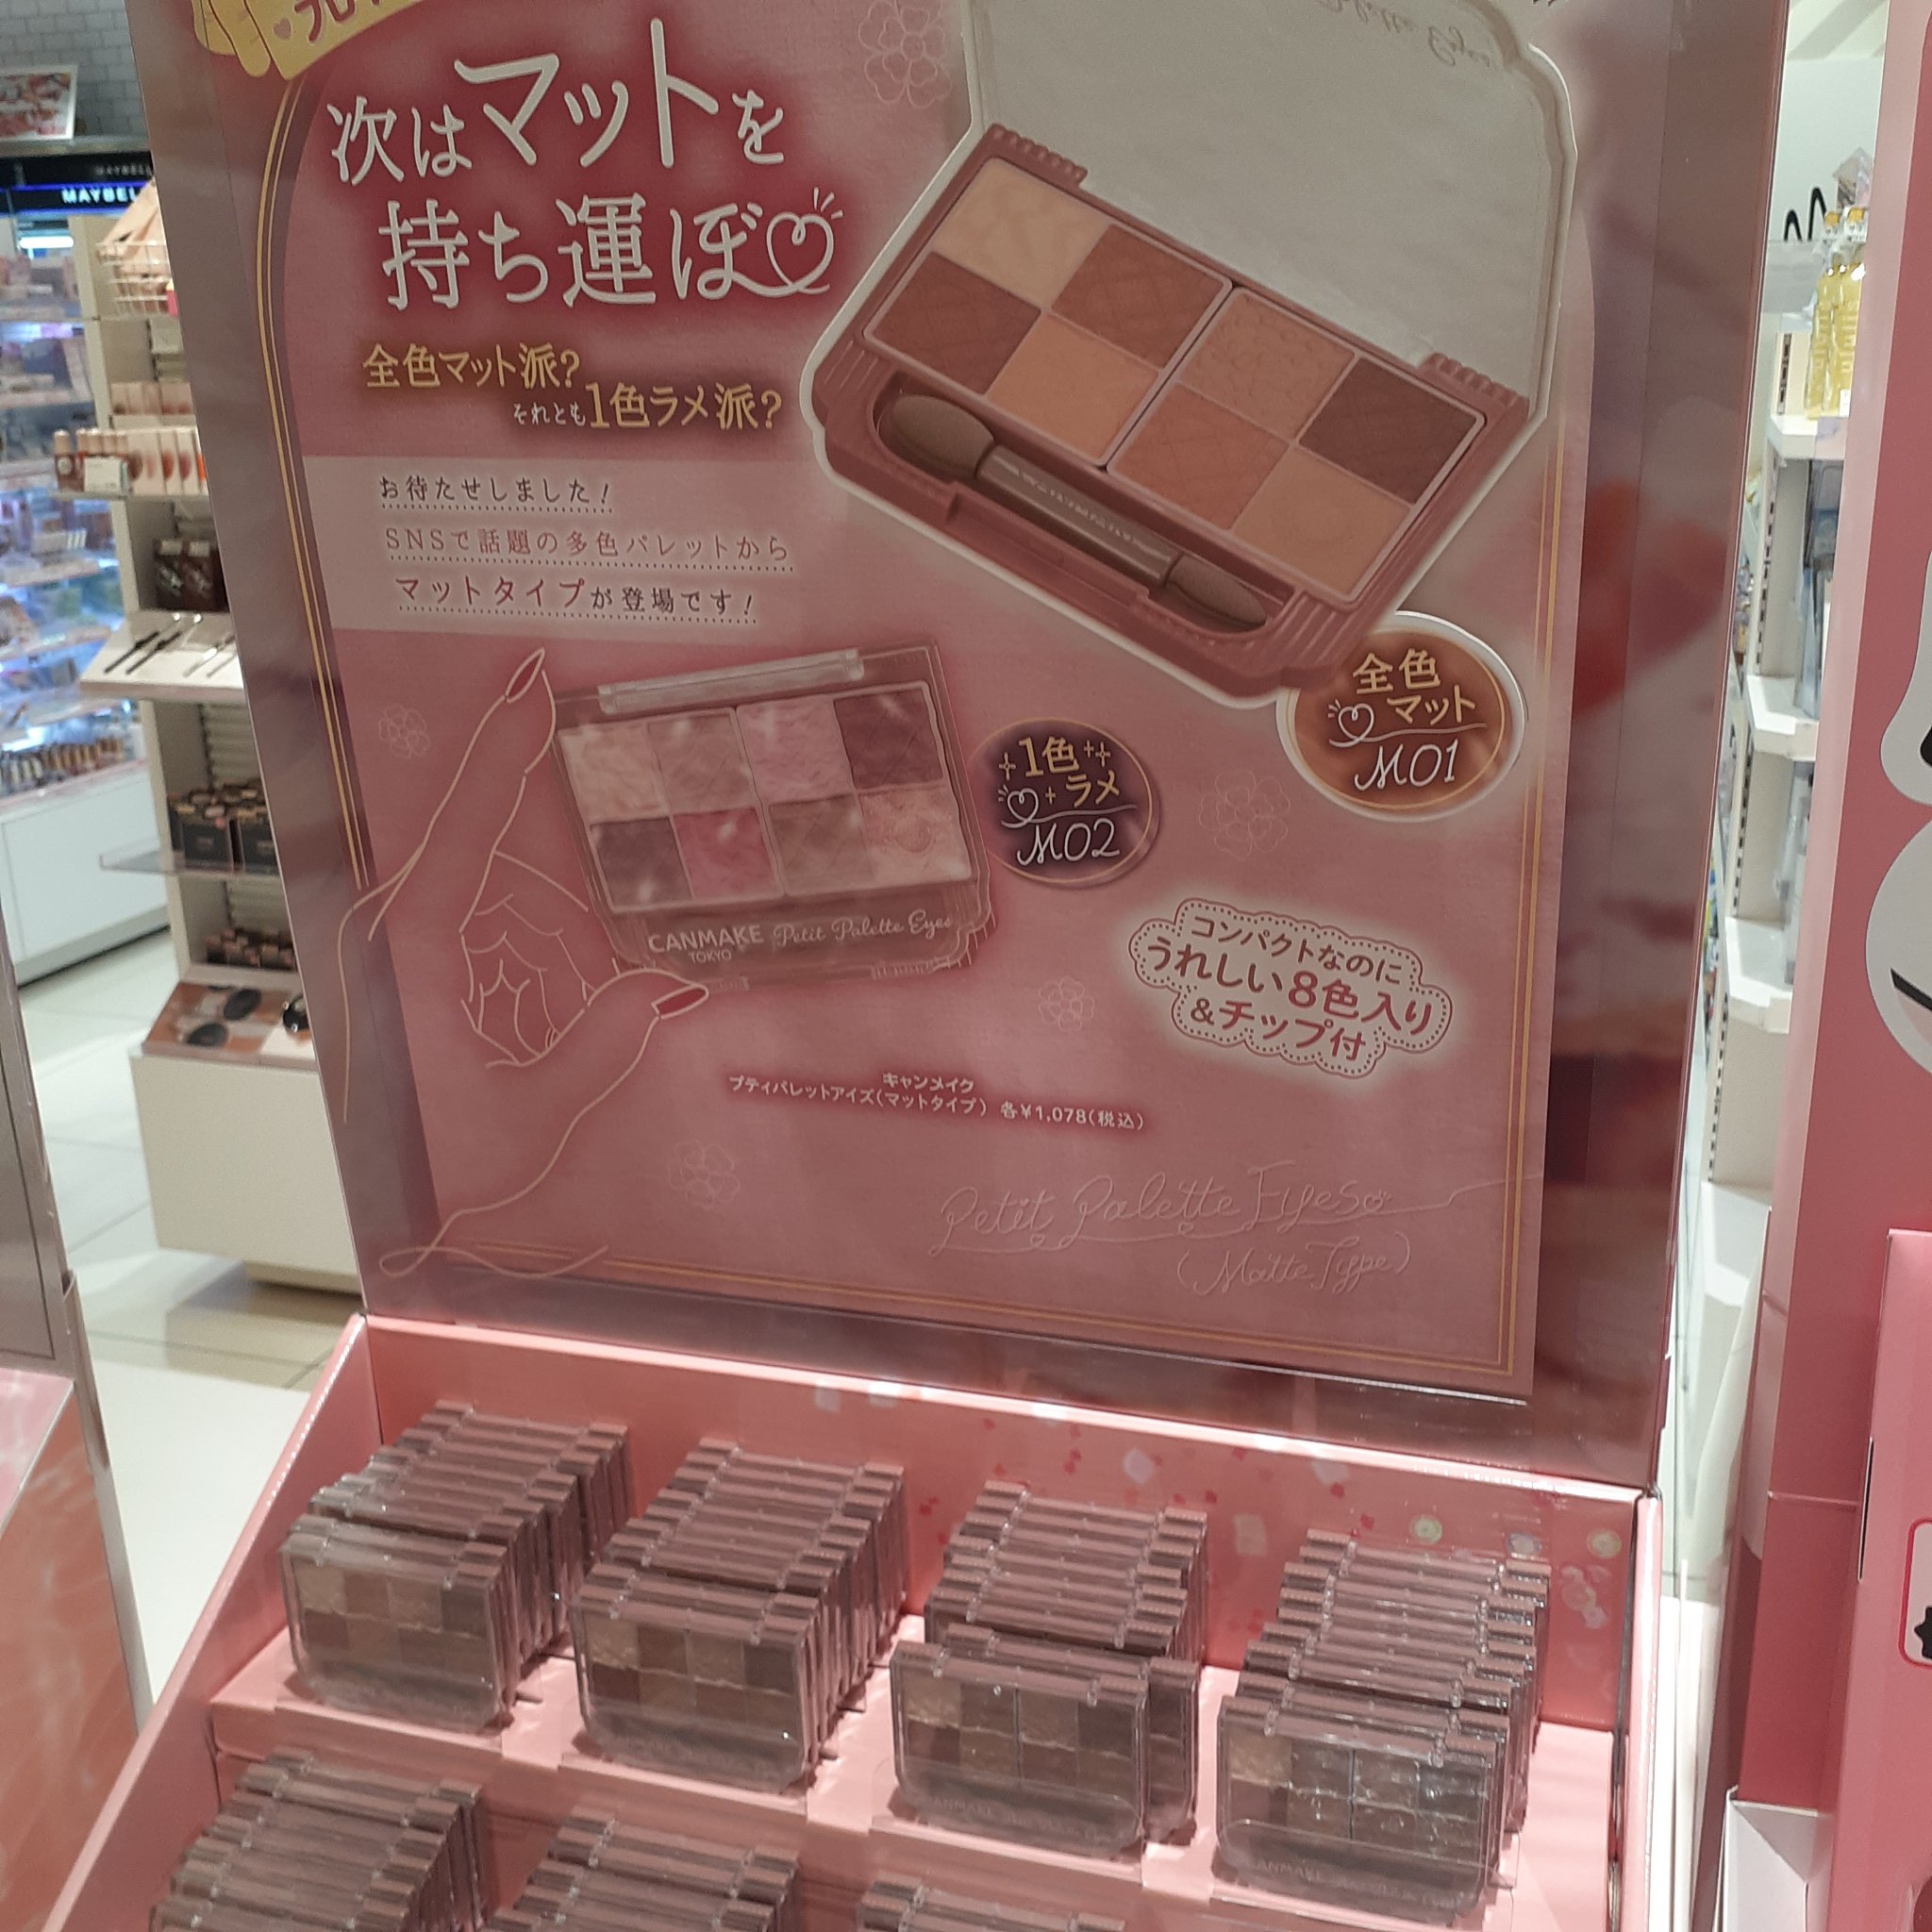 次はマットを
持ち運ぼ
全色マット派?
それとも1色ラメ派?
お待たせしました!
SNSで話題の多色パレットから
マットタイプが登場です!
全色
マット
M01
1色
ラメ
M02
CANMAKE Petit Palette Eyes
TOKYO
コンパクトなのに
うれしい8色入り
&チップ付
キャンメイク
プティパレットアイズ(マットタイプ) 各¥1,078(税込)
Petit Palette Eyes
(Matte Type)